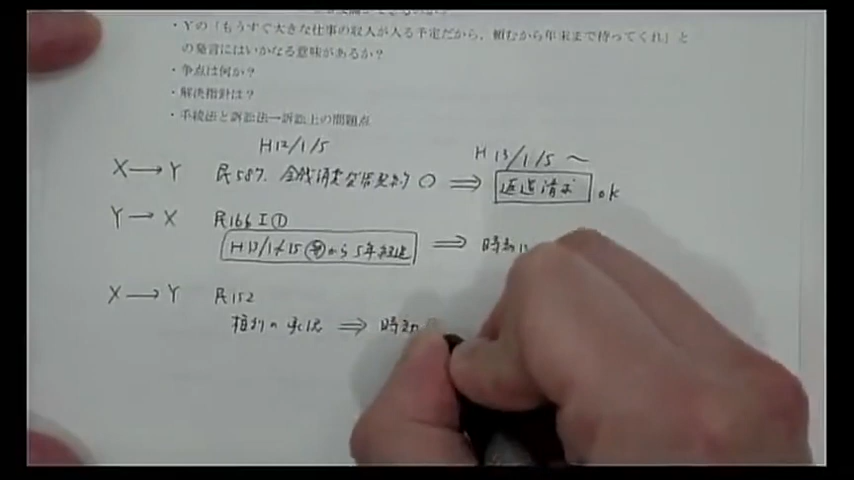 ・Yの「もうすぐ大きな仕事の収入が入る予定だから、頼むから年末まで待ってくれ」と
の発言にはいかなる意味があるか？
・争点は何か？
・解決指針は？
・手続法と訴訟法―訴訟上の問題点
H12/1/5
H13/1/5 〜
X→Y 民587. 金銭消費貸借契約 ○ ⇒ 返還請求 .ok
Y→X 民166 I ①
H13/1/5 から5年経過 ⇒ 時効
X→Y 民152
権利の承認 ⇒ 時効